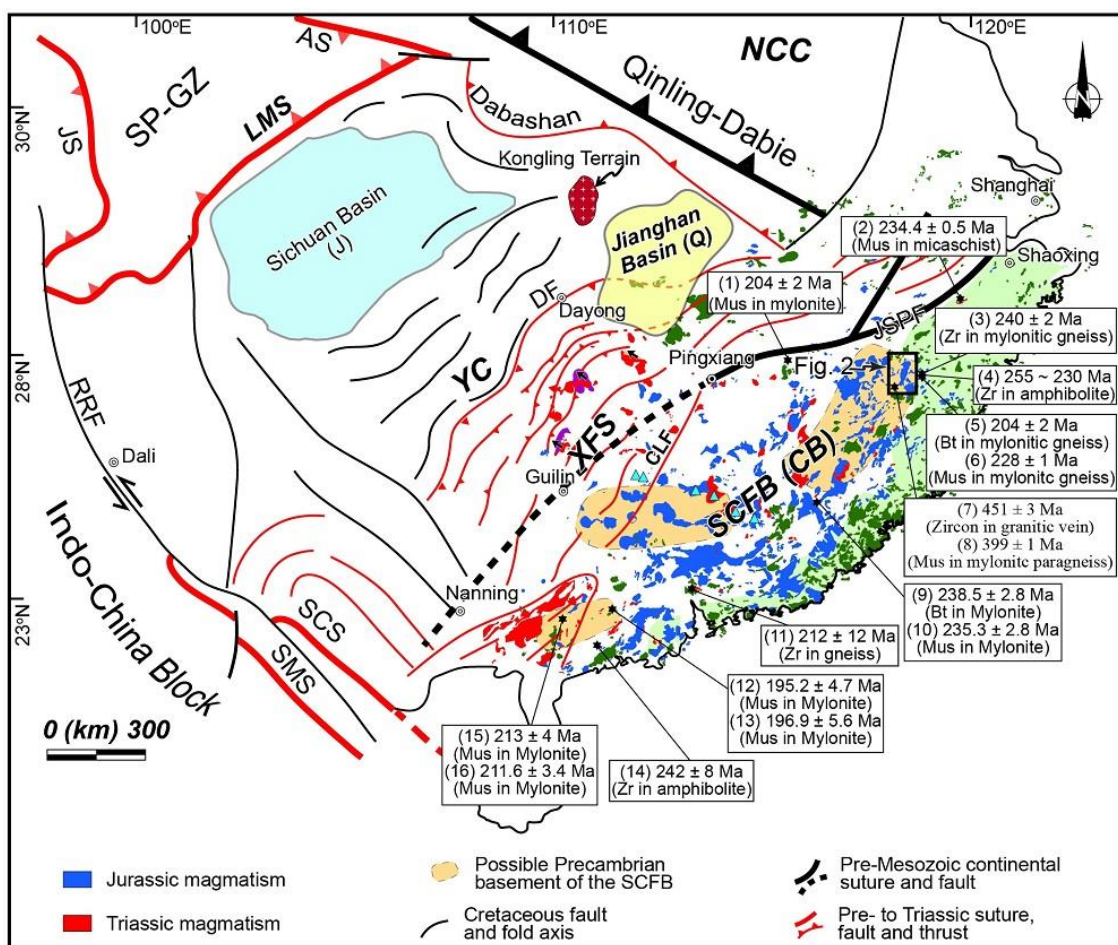 100°E
110°E
120°E
30°N
28°N
23°N
AS
NCC
SP-GZ
JS
LMS
Qinling-Dabie
Dabashan
Kongling Terrain
Sichuan Basin
(J)
Jianghan
Basin (Q)
Shanghai
(2) 234.4 ± 0.5 Ma
(Mus in micaschist)
Shaoxing
(1) 204 ± 2 Ma
(Mus in mylonite)
DF
Dayong
JSPF
(3) 240 ± 2 Ma
(Zr in mylonitic gneiss)
Pingxiang
Fig. 2
YC
(4) 255 ~ 230 Ma
(Zr in amphibolite)
RRF
XFS
CLF
(5) 204 ± 2 Ma
(Bt in mylonitic gneiss)
(6) 228 ± 1 Ma
(Mus in mylonitc gneiss)
Dali
Guilin
SCFB (CB)
(7) 451 ± 3 Ma
(Zircon in granitic vein)
(8) 399 ± 1 Ma
(Mus in mylonite paragneiss)
Indo-China Block
Nanning
(9) 238.5 ± 2.8 Ma
(Bt in Mylonite)
(10) 235.3 ± 2.8 Ma
(Mus in Mylonite)
SCS
SMS
(11) 212 ± 12 Ma
(Zr in gneiss)
(12) 195.2 ± 4.7 Ma
(Mus in Mylonite)
(13) 196.9 ± 5.6 Ma
(Mus in Mylonite)
0 (km) 300
(15) 213 ± 4 Ma
(Mus in Mylonite)
(16) 211.6 ± 3.4 Ma
(Mus in Mylonite)
(14) 242 ± 8 Ma
(Zr in amphibolite)
Jurassic magmatism
Triassic magmatism
Possible Precambrian
basement of the SCFB
Cretaceous fault
and fold axis
Pre-Mesozoic continental
suture and fault
Pre- to Triassic suture,
fault and thrust